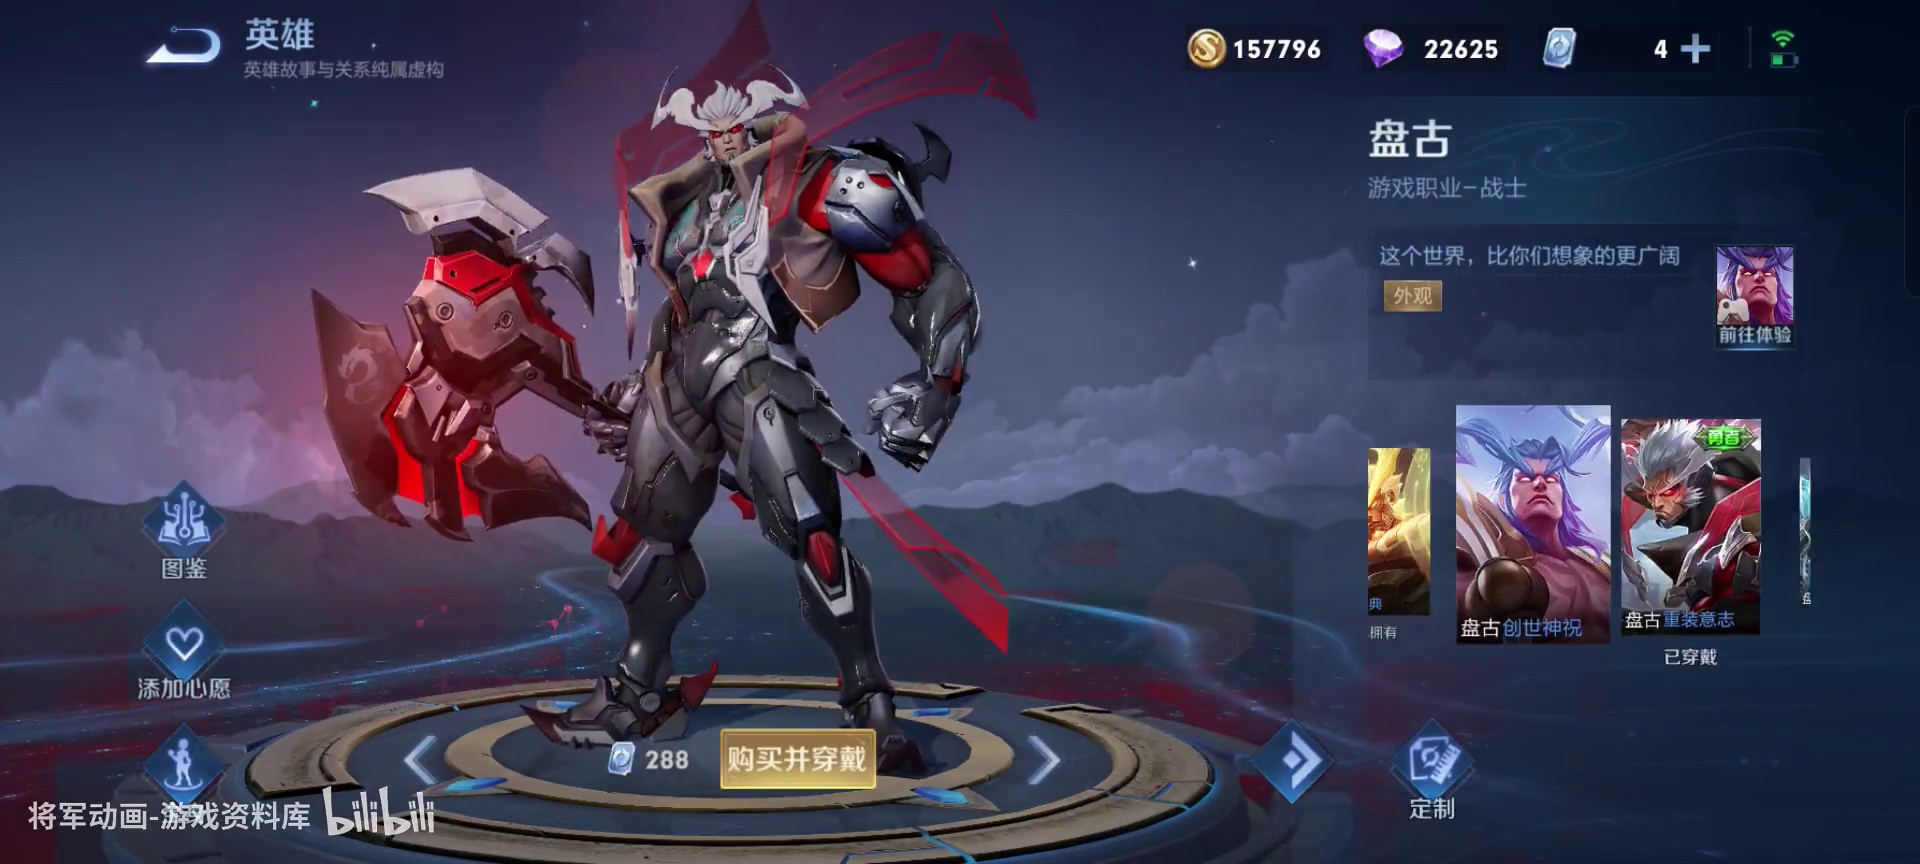 英雄
英雄故事与关系纯属虚构
157796
22625
4
盘古
游戏职业-战士
这个世界，比你们想象的更广阔
外观
前往体验
勇者
典
拥有
盘古创世神祝
盘古重装意志
已穿戴
图鉴
添加心愿
288
购买并穿戴
定制
将军动画-游戏资料库
bilibili